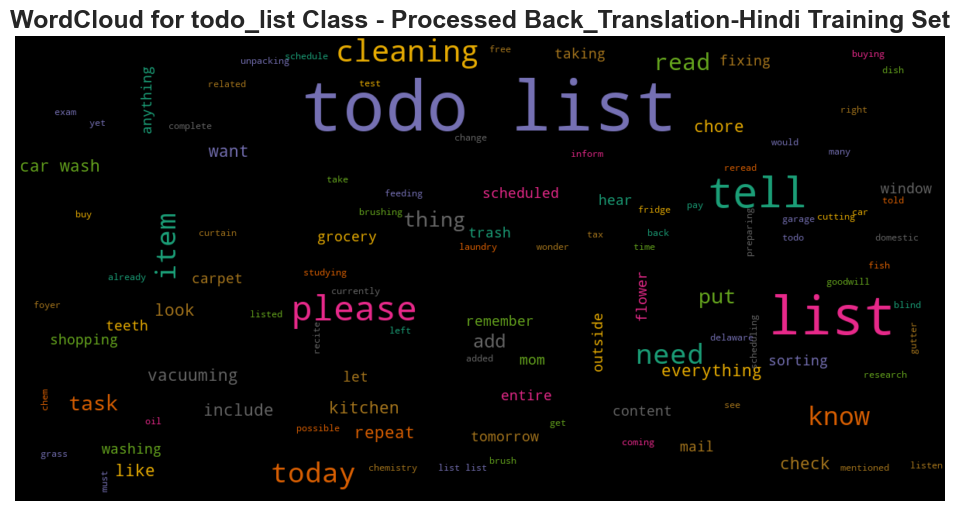 WordCloud for todo_list Class - Processed Back_Translation-Hindi Training Set
schedule
cleaning
free
taking
read
buying
unpacking
fixing
dish
anything
related
test
todo list
exam
yet
complete
change
chore
right
would
many
want
inform
car wash
reread
take
feeding
scheduled
hear
tell
window
told
buy
brushing
thing
fridge
pay
garage
cutting
car
item
curtain
grocery
trash
laundry
wonder
tax
back
time
preparing
todo
domestic
already
carpet
studying
currently
flower
fish
goodwill
foyer
look
listed
please
put
list
blind
teeth
recite
left
remember
add
outside
delaware
scheduling
gutter
shopping
added
mom
need
sorting
vacuuming
let
everything
research
chem
task
include
kitchen
entire
content
see
know
oil
possible
repeat
get
washing
tomorrow
coming
mail
grass
like
must
today
chemistry
list list
brush
check
mentioned
listen